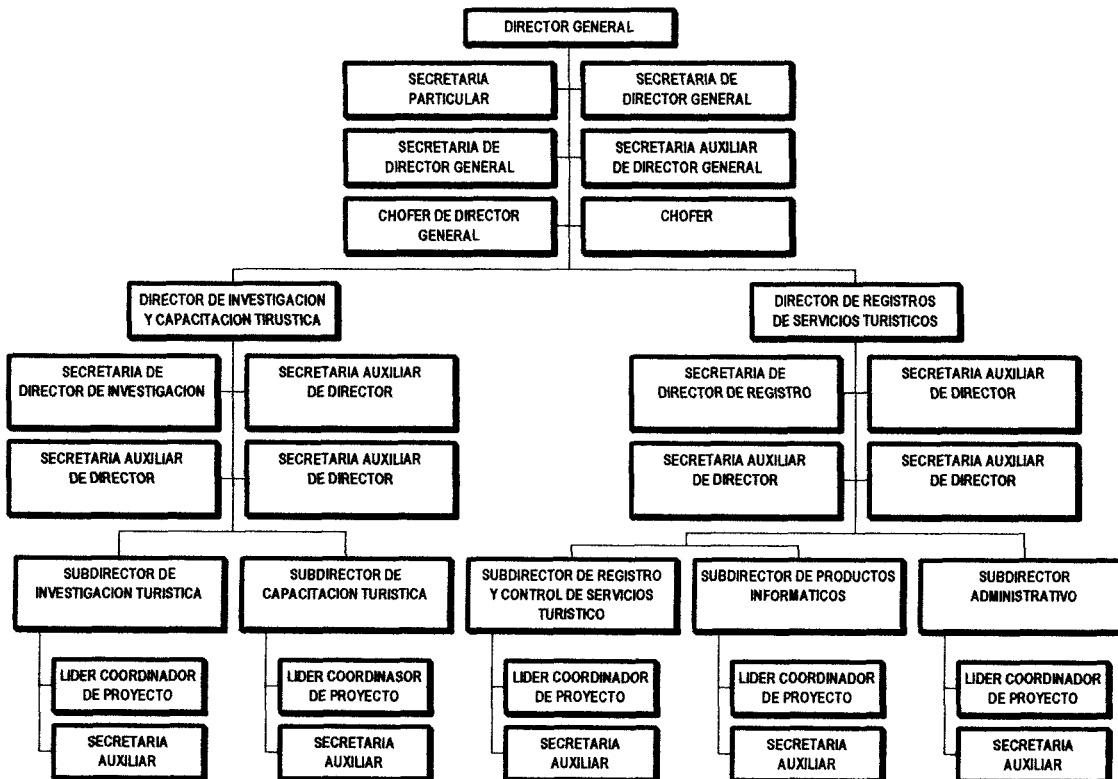 DIRECTOR GENERAL
SECRETARIA
PARTICULAR
SECRETARIA DE
DIRECTOR GENERAL
SECRETARIA DE
DIRECTOR GENERAL
SECRETARIA AUXILIAR
DE DIRECTOR GENERAL
CHOFER DE DIRECTOR
GENERAL
CHOFER
DIRECTOR DE INVESTIGACION
Y CAPACITACION TIRUSTICA
DIRECTOR DE REGISTROS
DE SERVICIOS TURISTICOS
SECRETARIA DE
DIRECTOR DE INVESTIGACION
SECRETARIA AUXILIAR
DE DIRECTOR
SECRETARIA DE
DIRECTOR DE REGISTRO
SECRETARIA AUXILIAR
DE DIRECTOR
SECRETARIA AUXILIAR
DE DIRECTOR
SECRETARIA AUXILIAR
DE DIRECTOR
SECRETARIA AUXILIAR
DE DIRECTOR
SECRETARIA AUXILIAR
DE DIRECTOR
SUBDIRECTOR DE
INVESTIGACION TURISTICA
SUBDIRECTOR DE
CAPACITACION TURISTICA
SUBDIRECTOR DE REGISTRO
Y CONTROL DE SERVICIOS
TURISTICO
SUBDIRECTOR DE PRODUCTOS
INFORMATICOS
SUBDIRECTOR
ADMINISTRATIVO
LIDER COORDINADOR
DE PROYECTO
LIDER COORDINASOR
DE PROYECTO
LIDER COORDINADOR
DE PROYECTO
LIDER COORDINADOR
DE PROYECTO
LIDER COORDINADOR
DE PROYECTO
SECRETARIA
AUXILIAR
SECRETARIA
AUXILIAR
SECRETARIA
AUXILIAR
SECRETARIA
AUXILIAR
SECRETARIA
AUXILIAR